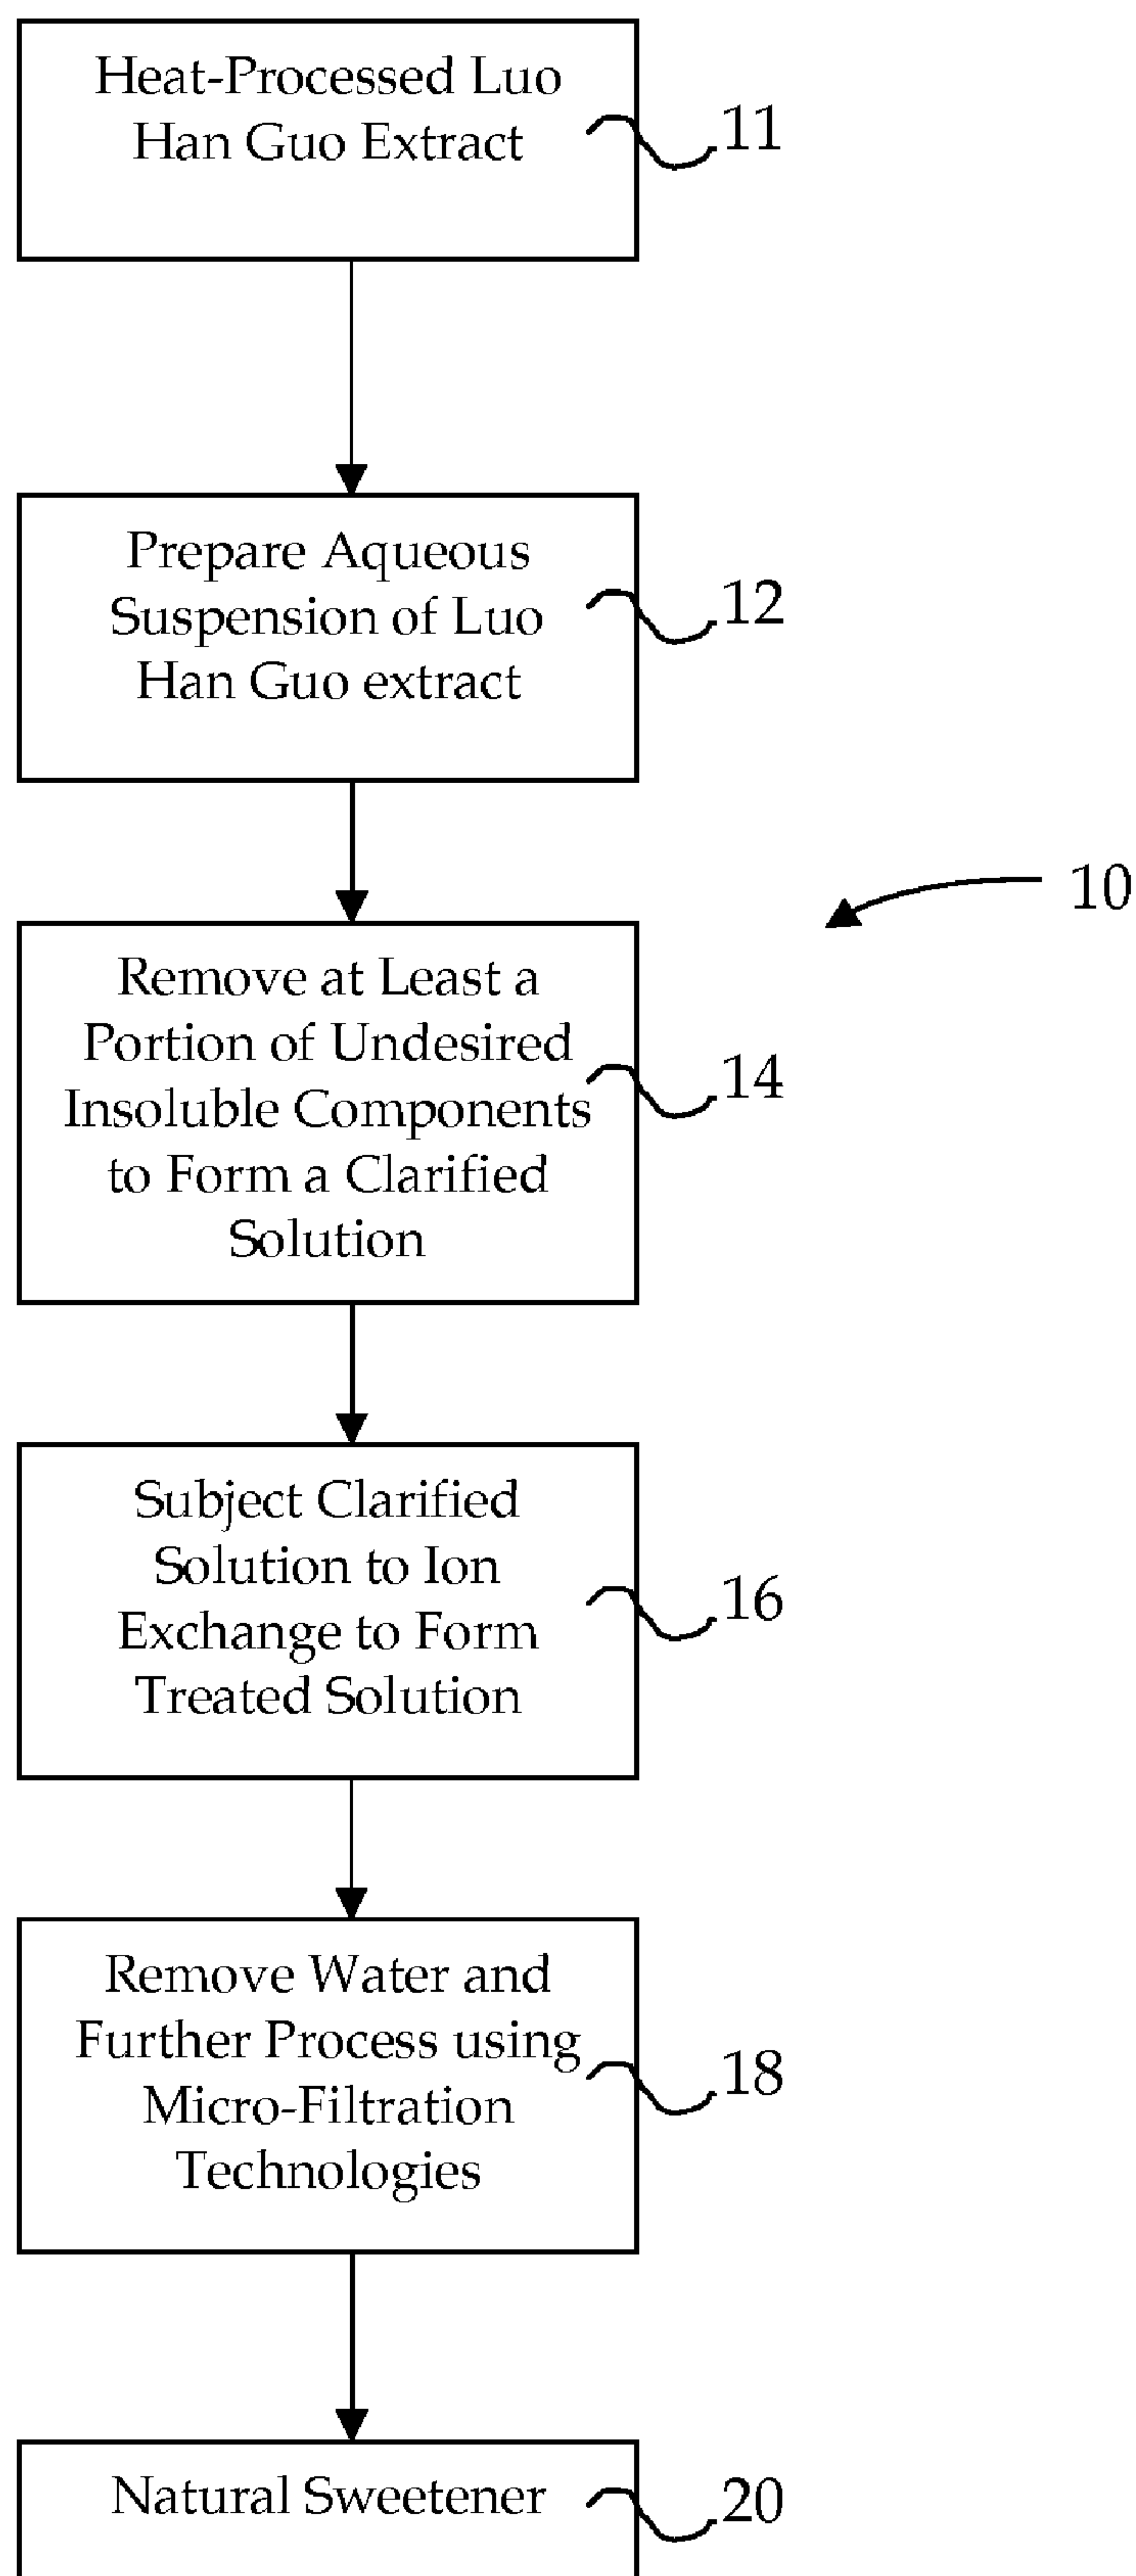 Heat-Processed Luo
Han Guo Extract
11
Prepare Aqueous
Suspension of Luo
Han Guo extract
12
10
Remove at Least a
Portion of Undesired
Insoluble Components
to Form a Clarified
Solution
14
Subject Clarified
Solution to Ion
Exchange to Form
Treated Solution
16
Remove Water and
Further Process using
Micro-Filtration
Technologies
18
Natural Sweetener
20